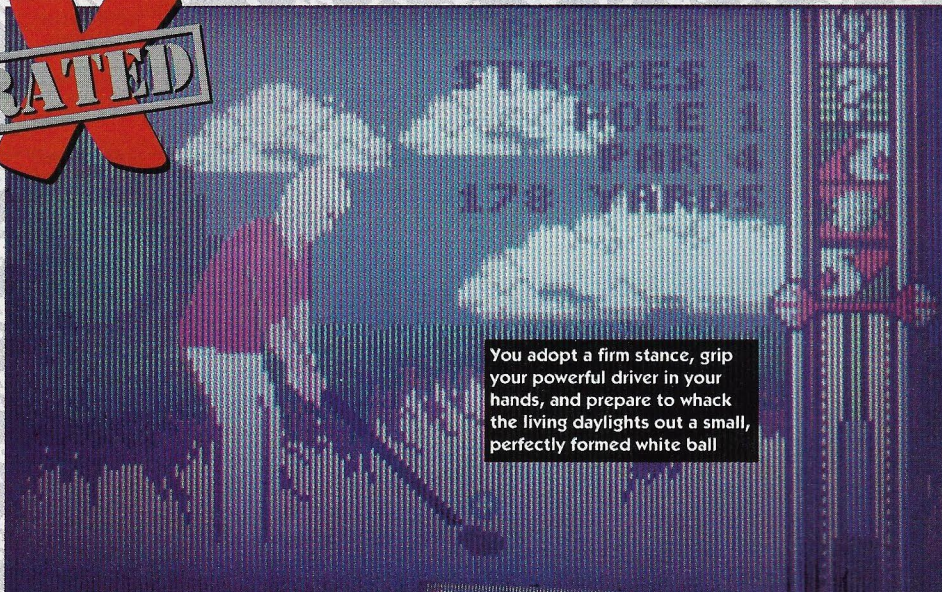 X
RATED
STROKES 1
HOLE 1
PAR 4
178 YARDS
You adopt a firm stance, grip
your powerful driver in your
hands, and prepare to whack
the living daylights out a small,
perfectly formed white ball